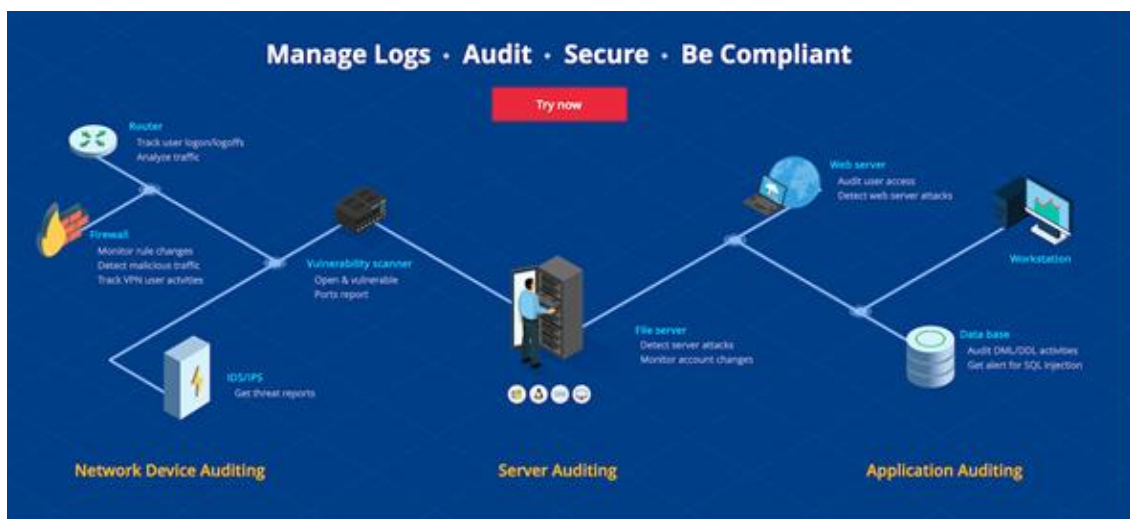 Manage Logs • Audit • Secure • Be Compliant
Try now
Router
Track user logon/logoffs
Analyze traffic
Firewall
Monitor rule changes
Detect malicious traffic
Track VPN user activities
Vulnerability scanner
Open & vulnerable
Ports report
IDS/IPS
Get threat reports
File server
Detect server attacks
Monitor account changes
Web server
Audit user access
Detect web server attacks
Workstation
Data base
Audit DML/DDL activities
Get alert for SQL injection
Network Device Auditing
Server Auditing
Application Auditing